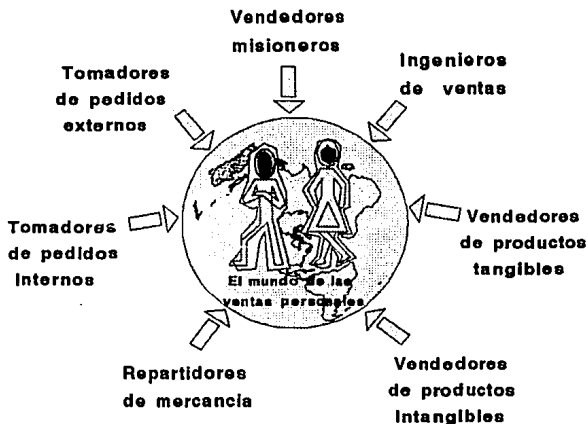 Vendedores
misioneros
Ingenieros
de ventas
Vendedores
de productos
tangibles
Vendedores
de productos
Intangibles
Repartidores
de mercancia
Tomadores
de pedidos
Internos
Tomadores
de pedidos
externos
El mundo de las
ventas personales